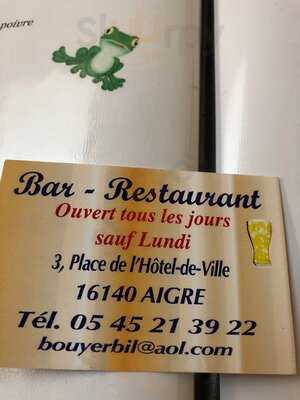 poivre
Bar - Restaurant
Ouvert tous les jours
sauf Lundi
3, Place de l'Hôtel-de-Ville
16140 AIGRE
Tél. 05 45 21 39 22
bouyerbil@aol.com